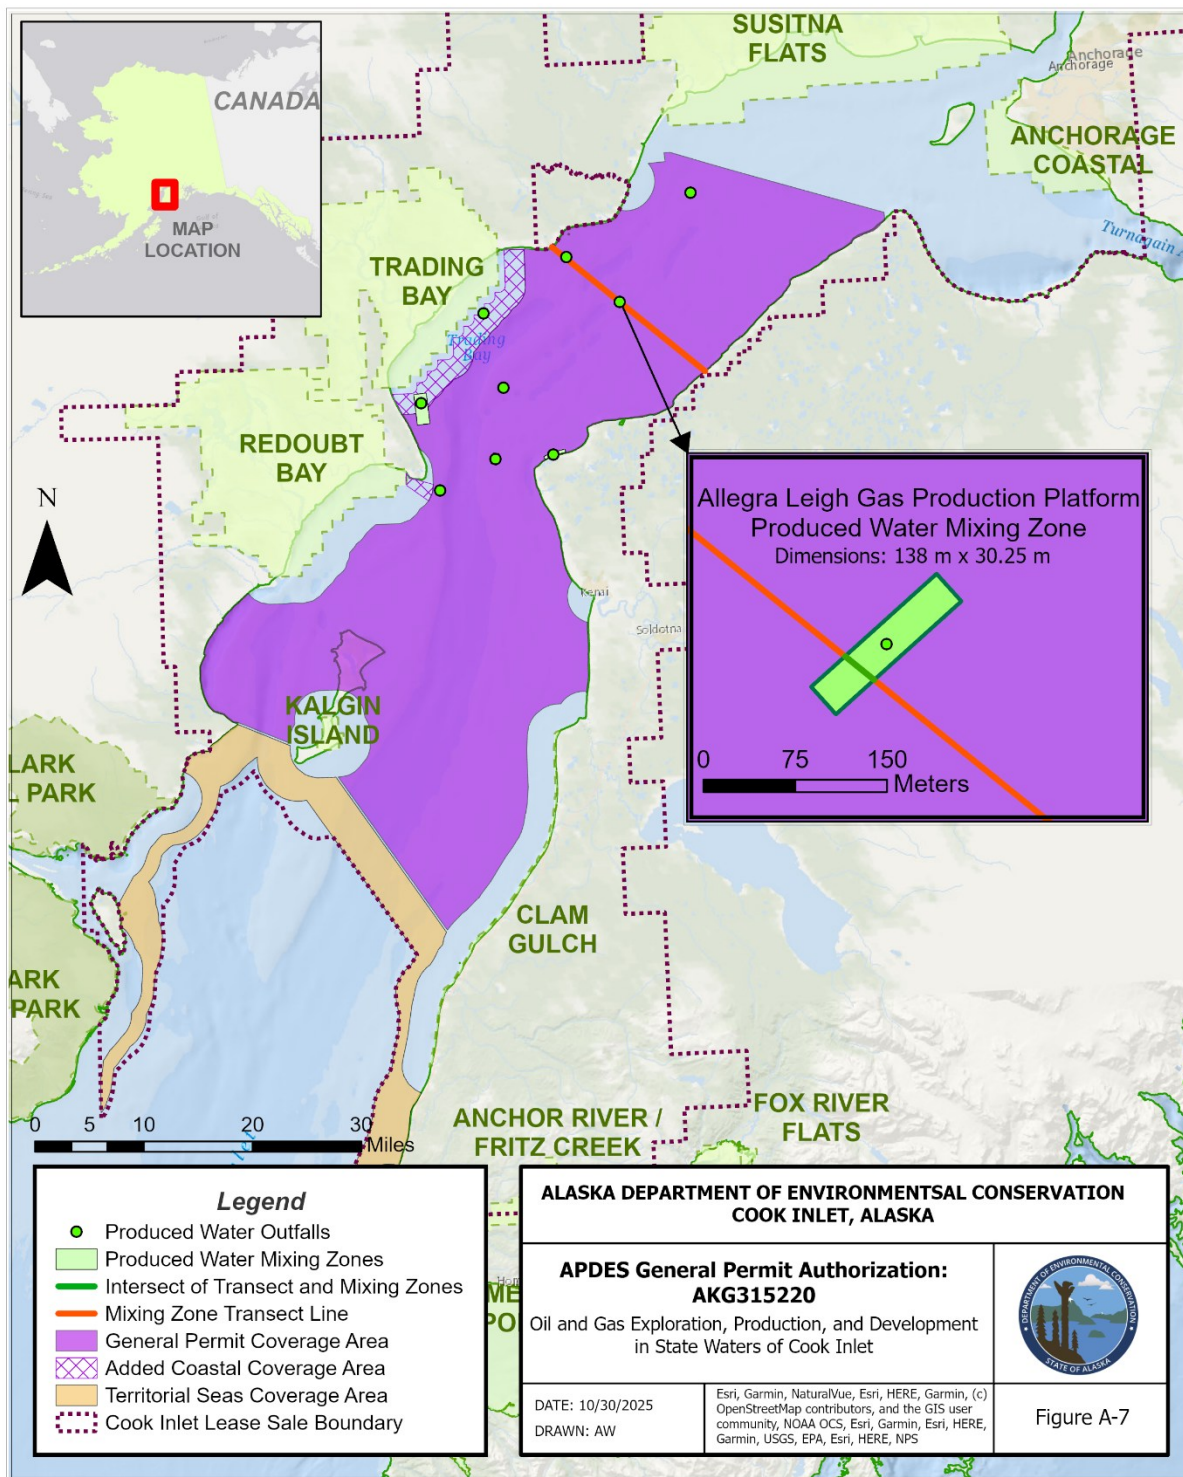 SUSITNA
FLATS
CANADA
MAP
LOCATION
Anchorage
Anchorage
ANCHORAGE
COASTAL
Turnagain A
TRADING
BAY
Trading
Bay
REDOUBT
BAY
N
Allegra Leigh Gas Production Platform
Produced Water Mixing Zone
Dimensions: 138 m x 30.25 m
0 75 150
Meters
Kenai
Soldotna
KALGIN
ISLAND
LARK
L PARK
CLAM
GULCH
ARK
PARK
ANCHOR RIVER /
FRITZ CREEK
FOX RIVER
FLATS
0 5 10 20 30
Miles
Hom
ME
PO
Legend
Produced Water Outfalls
Produced Water Mixing Zones
Intersect of Transect and Mixing Zones
Mixing Zone Transect Line
General Permit Coverage Area
Added Coastal Coverage Area
Territorial Seas Coverage Area
Cook Inlet Lease Sale Boundary
ALASKA DEPARTMENT OF ENVIRONMENTSAL CONSERVATION
COOK INLET, ALASKA
APDES General Permit Authorization:
AKG315220
Oil and Gas Exploration, Production, and Development
in State Waters of Cook Inlet
DEPARTMENT OF ENVIRONMENTAL CONSERVATION
STATE OF ALASKA
DATE: 10/30/2025
DRAWN: AW
Esri, Garmin, NaturalVue, Esri, HERE, Garmin, (c)
OpenStreetMap contributors, and the GIS user
community, NOAA OCS, Esri, Garmin, Esri, HERE,
Garmin, USGS, EPA, Esri, HERE, NPS
Figure A-7